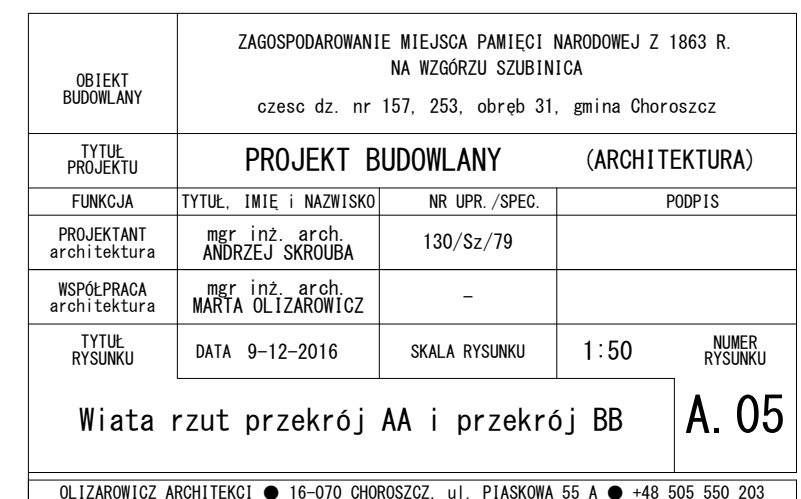 OBIEKT
BUDOWLANY
ZAGOSPODAROWANIE MIEJSCA PAMIĘCI NARODOWEJ Z 1863 R.
NA WZGÓRZU SZUBINICA
czesc dz. nr 157, 253, obręb 31, gmina Choroszcz
TYTUŁ
PROJEKTU
PROJEKT BUDOWLANY (ARCHITEKTURA)
FUNKCJA TYTUŁ, IMIĘ i NAZWISKO NR UPR./SPEC. PODPIS
PROJEKTANT
architektura
mgr inż. arch.
ANDRZEJ SKROUBA
130/Sz/79
WSPÓŁPRACA
architektura
mgr inż. arch.
MARTA OLIZAROWICZ
–
TYTUŁ
RYSUNKU
DATA 9-12-2016 SKALA RYSUNKU 1:50
NUMER
RYSUNKU
Wiata rzut przekrój AA i przekrój BB A.05
OLIZAROWICZ ARCHITEKCI ● 16-070 CHOROSZCZ, ul. PIASKOWA 55 A ● +48 505 550 203